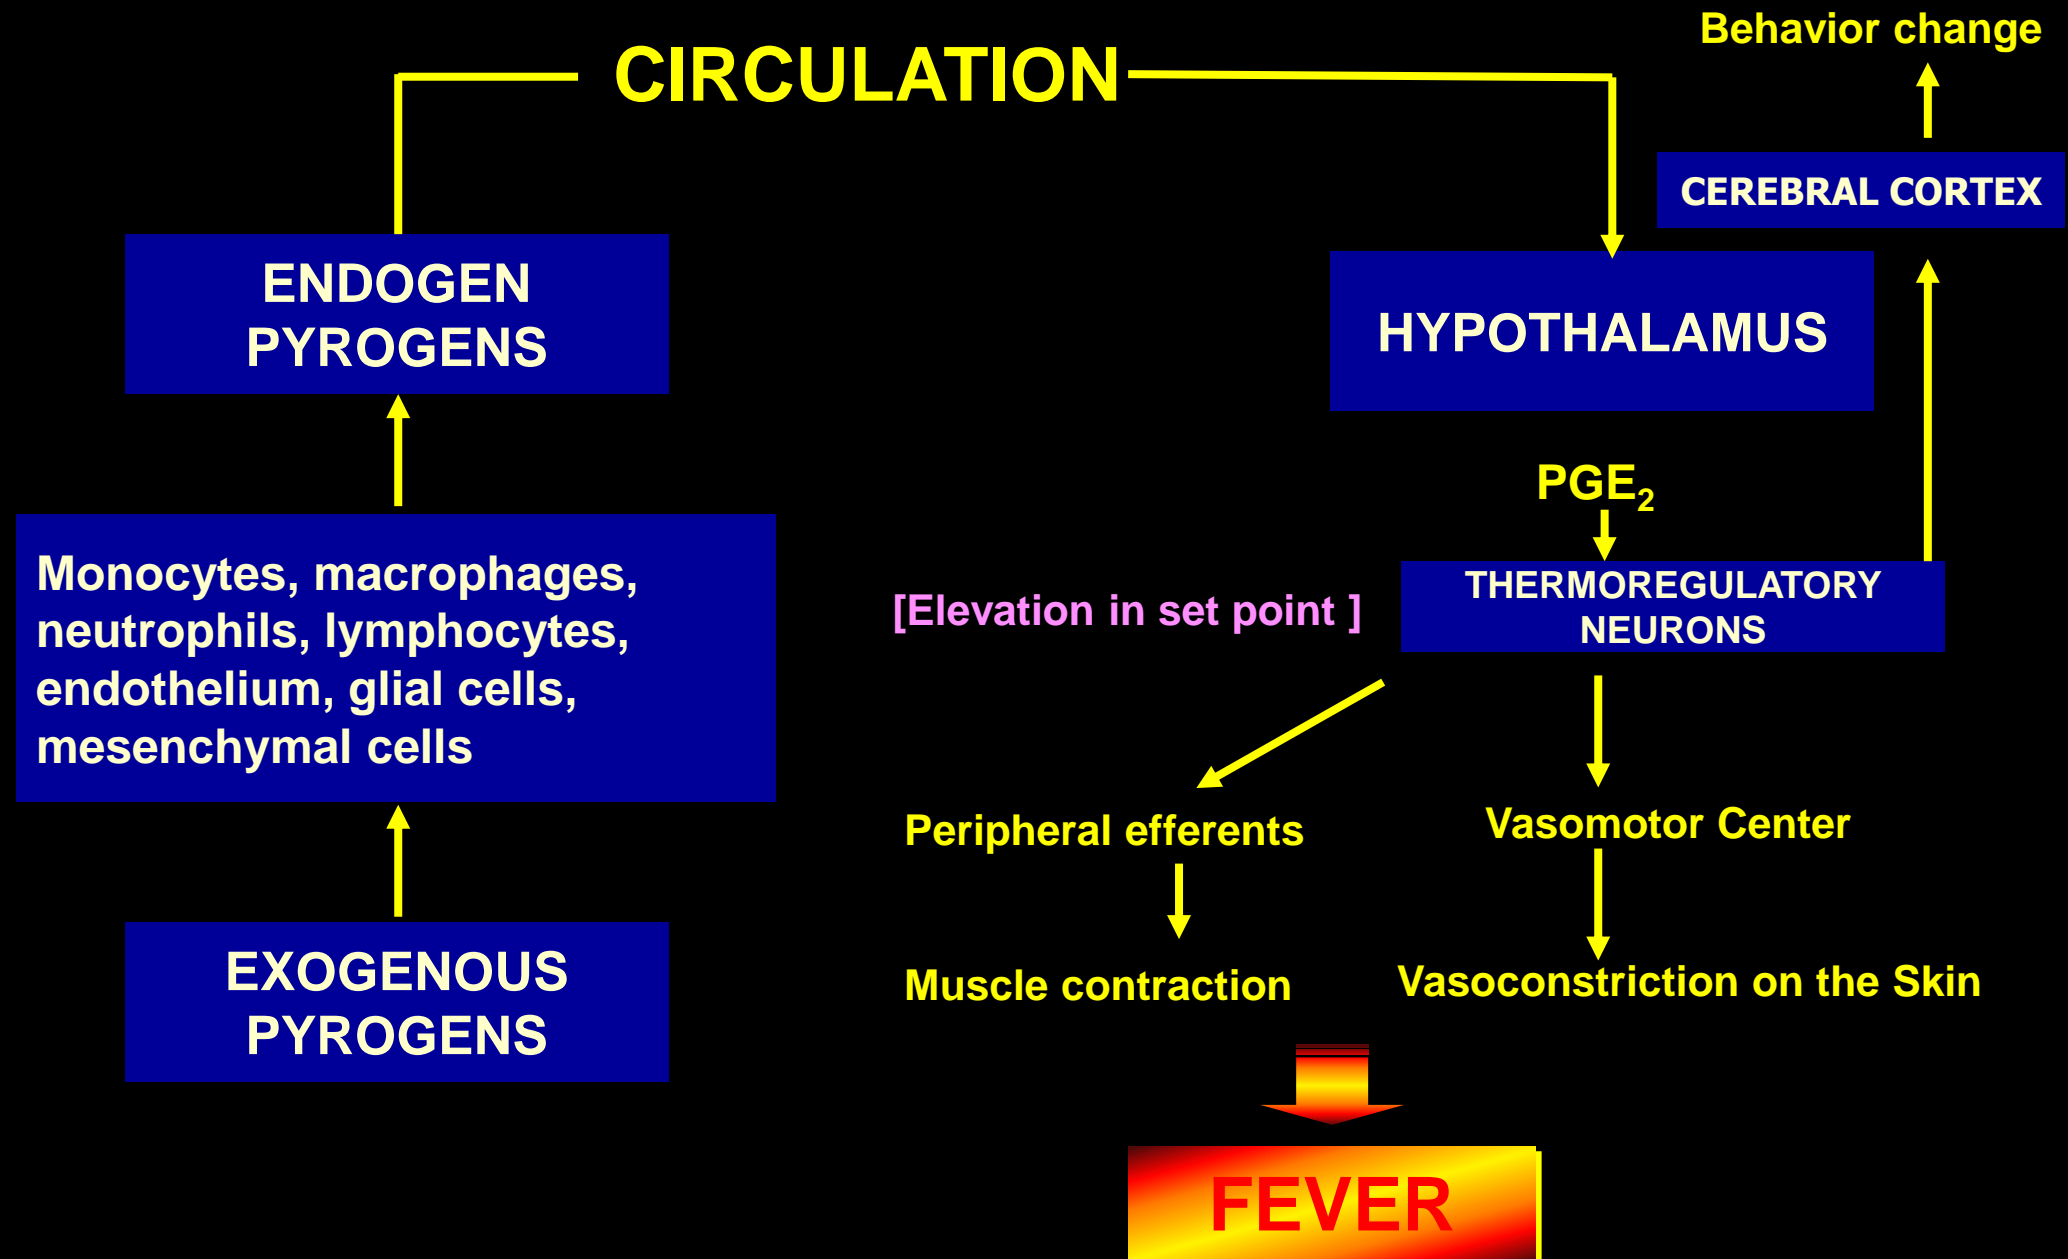 Behavior change
CIRCULATION
CEREBRAL CORTEX
ENDOGEN
PYROGENS
HYPOTHALAMUS
PGE₂
Monocytes, macrophages,
neutrophils, lymphocytes,
endothelium, glial cells,
mesenchymal cells
[Elevation in set point ]
THERMOREGULATORY
NEURONS
Peripheral efferents
Vasomotor Center
EXOGENOUS
PYROGENS
Muscle contraction
Vasoconstriction on the Skin
FEVER